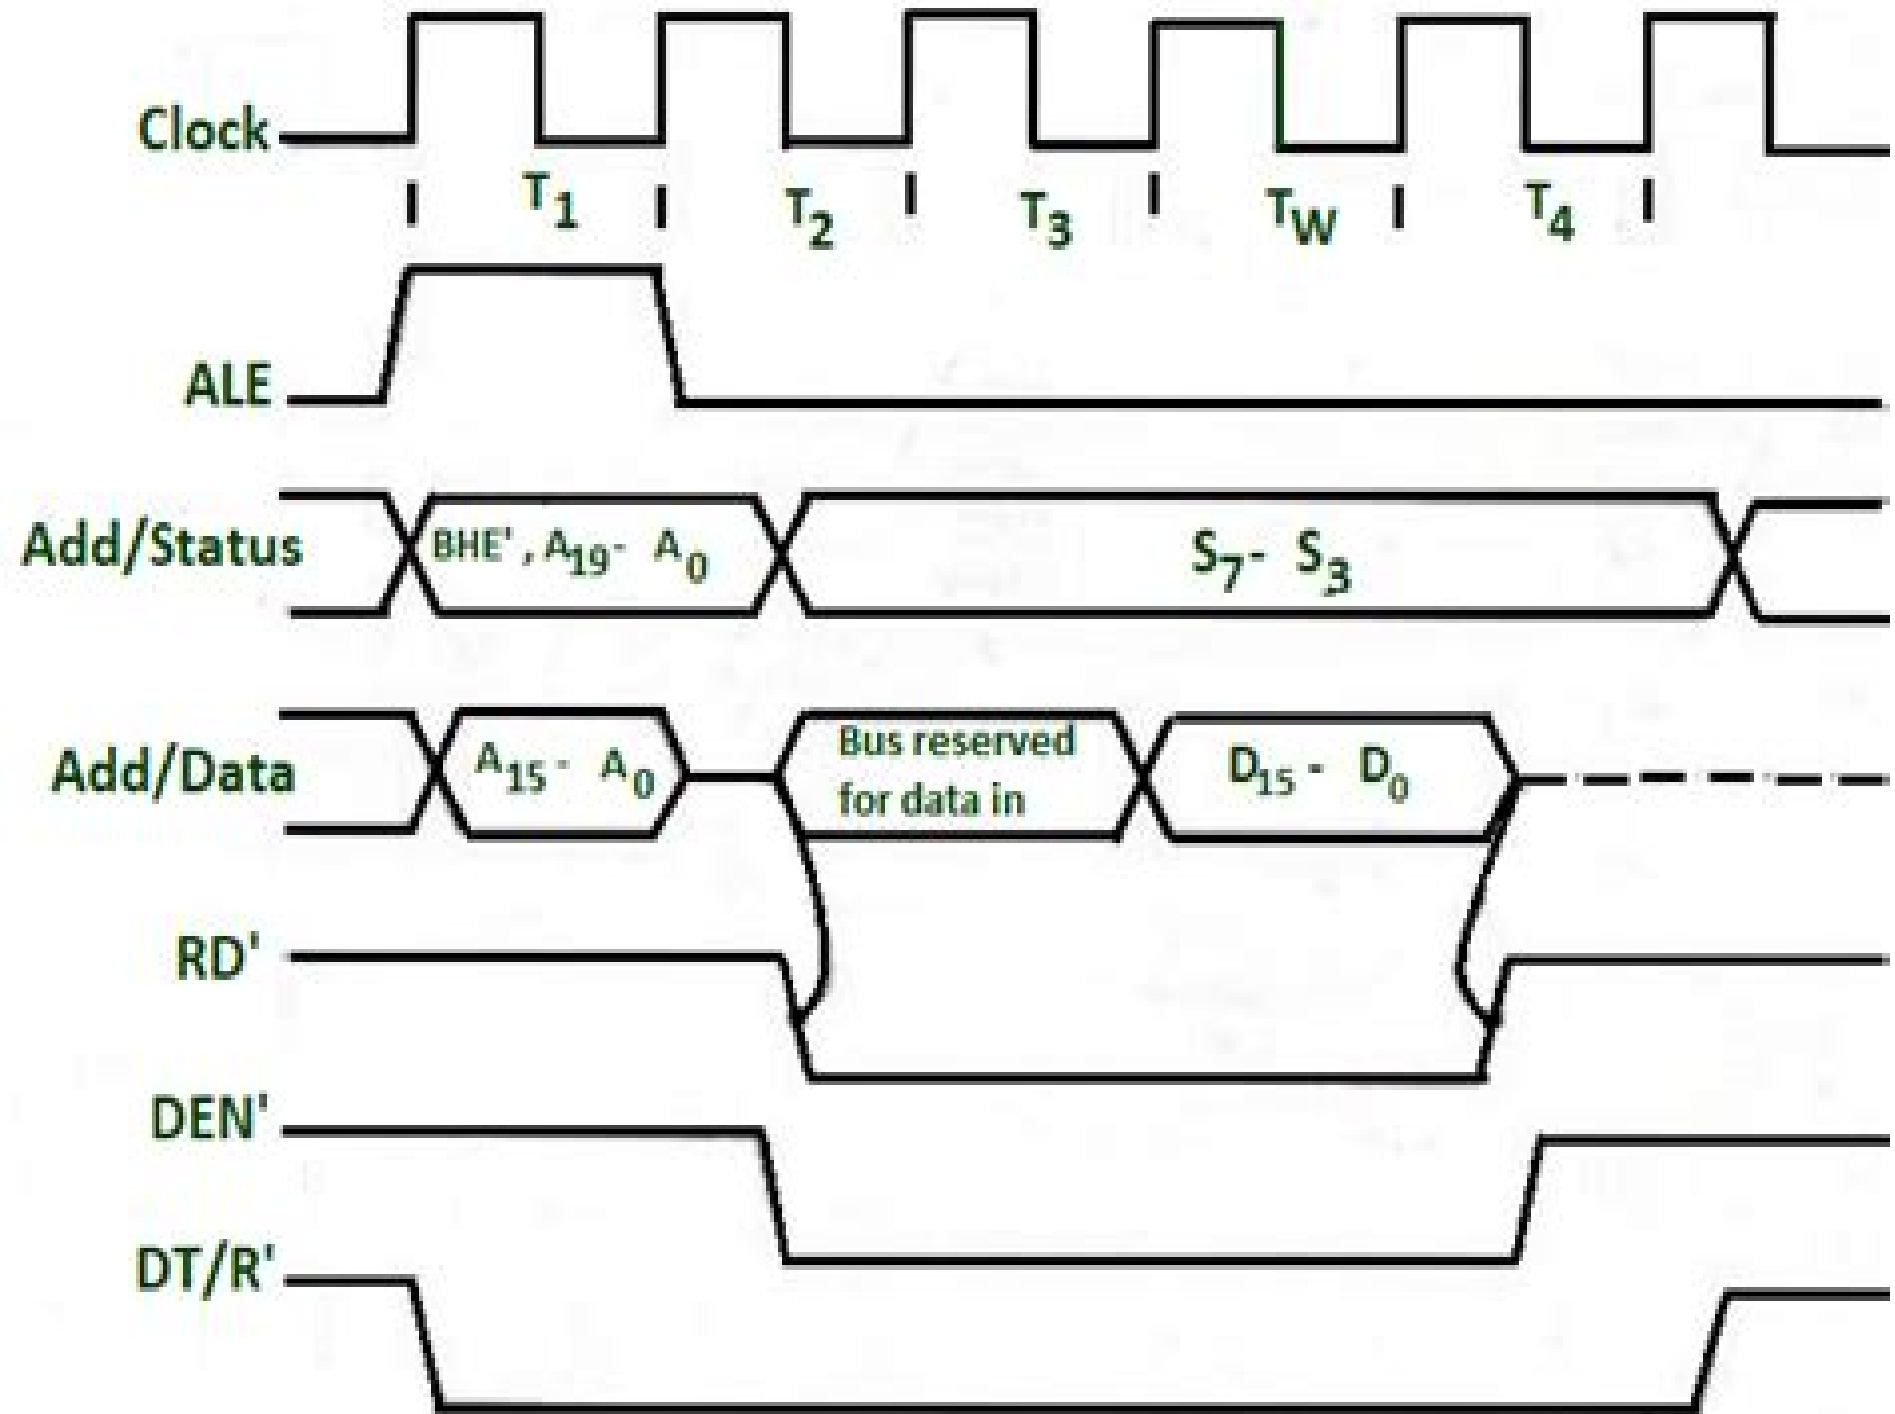 Clock
T1 T2 T3 TW T4
ALE
Add/Status BHE', A19- A0 S7- S3
Add/Data A15- A0 Bus reserved
for data in D15- D0
RD'
DEN'
DT/R'